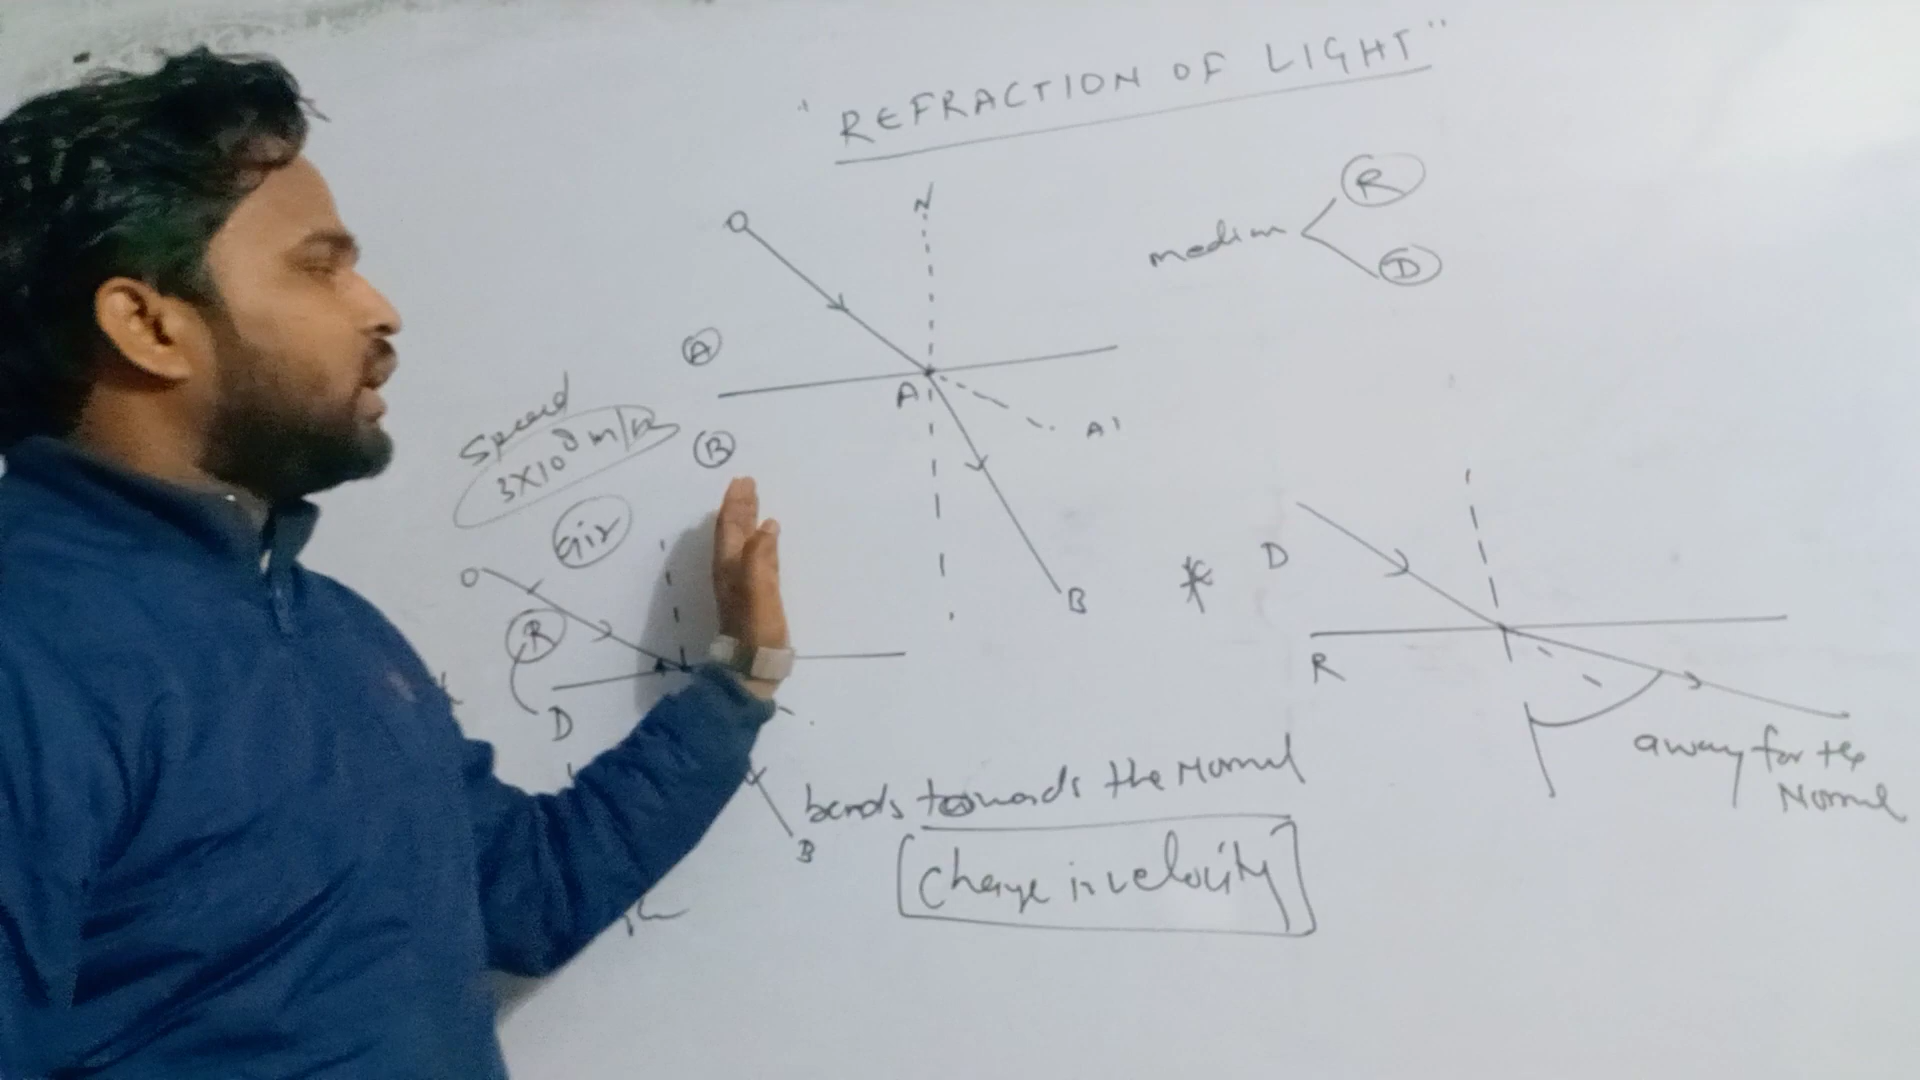 "REFRACTION OF LIGHT"
medium
R
D
O
N
A
A
A'
B
B
Speed
3X10⁸ m/
air
O
R
A
D
B
bends towards the Normal
[Change in velocity]
* D
R
away for the
Normal